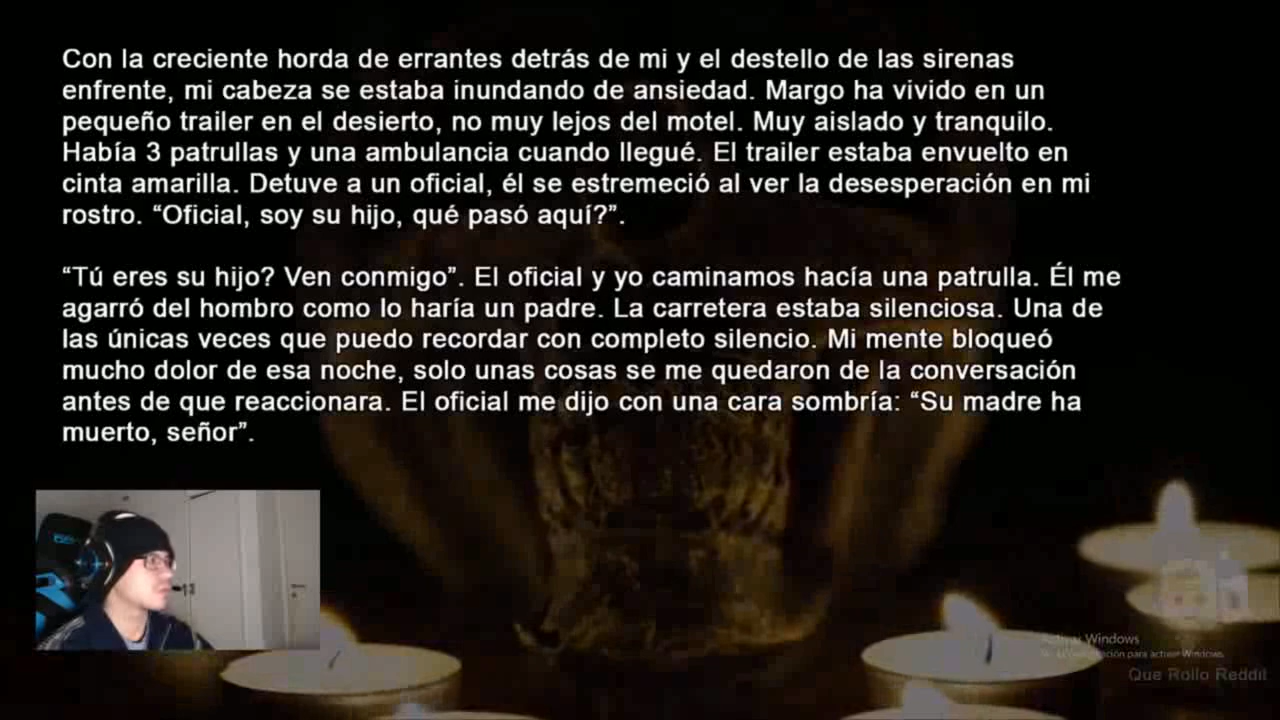 Con la creciente horda de errantes detrás de mi y el destello de las sirenas
enfrente, mi cabeza se estaba inundando de ansiedad. Margo ha vivido en un
pequeño trailer en el desierto, no muy lejos del motel. Muy aislado y tranquilo.
Había 3 patrullas y una ambulancia cuando llegué. El trailer estaba envuelto en
cinta amarilla. Detuve a un oficial, él se estremeció al ver la desesperación en mi
rostro. “Oficial, soy su hijo, qué pasó aquí?”.
“Tú eres su hijo? Ven conmigo”. El oficial y yo caminamos hacía una patrulla. Él me
agarró del hombro como lo haría un padre. La carretera estaba silenciosa. Una de
las únicas veces que puedo recordar con completo silencio. Mi mente bloqueó
mucho dolor de esa noche, solo unas cosas se me quedaron de la conversación
antes de que reaccionara. El oficial me dijo con una cara sombría: “Su madre ha
muerto, señor”.
Windows
para activar Windows.
Que Rollo Reddit